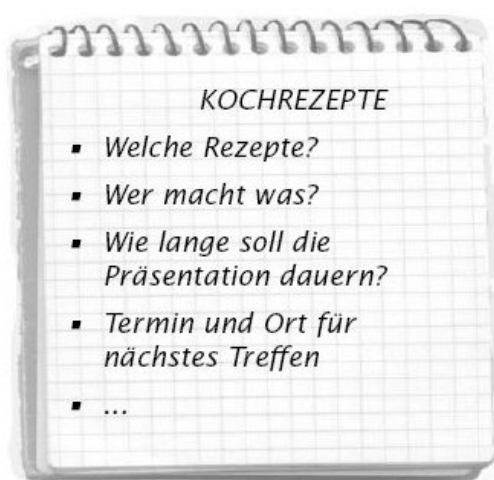 KOCHREZEPTE
▪ Welche Rezepte?
▪ Wer macht was?
▪ Wie lange soll die
Präsentation dauern?
▪ Termin und Ort für
nächstes Treffen
▪ ...